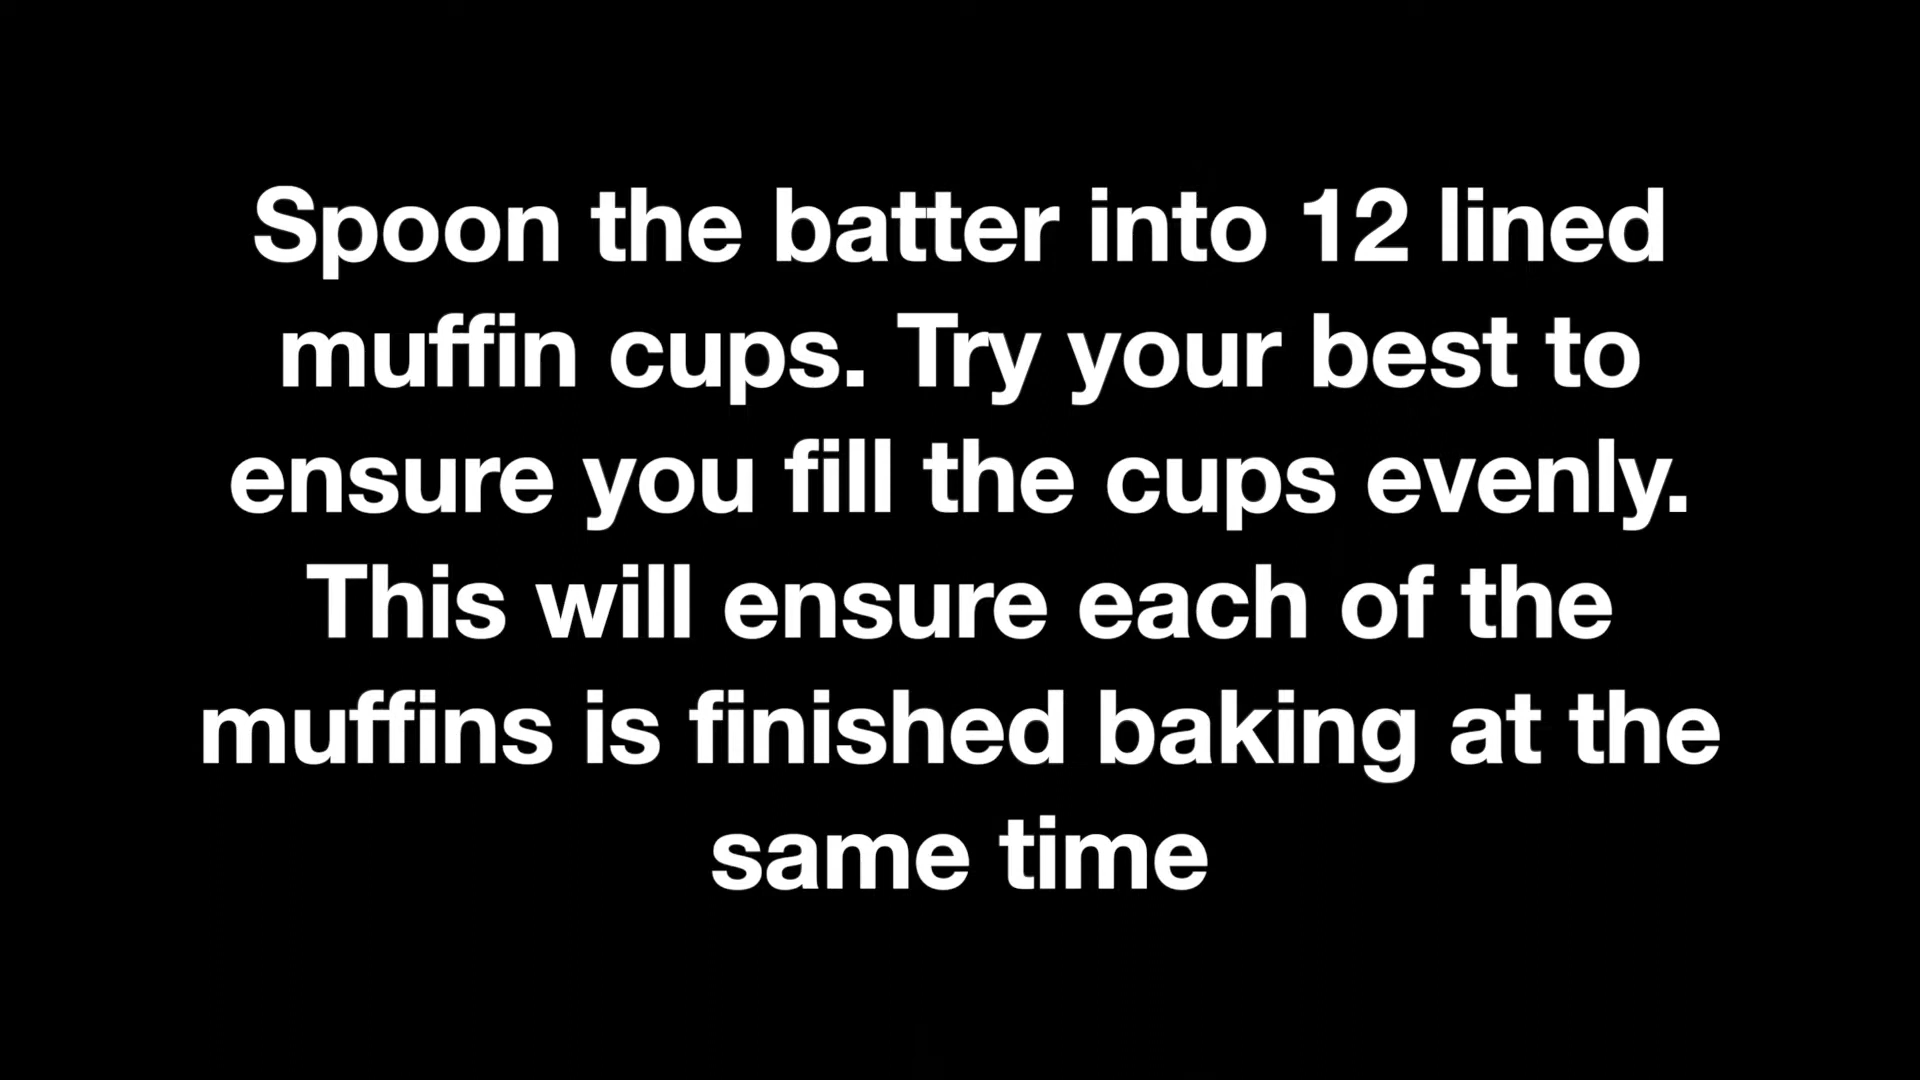 Spoon the batter into 12 lined
muffin cups. Try your best to
ensure you fill the cups evenly.
This will ensure each of the
muffins is finished baking at the
same time